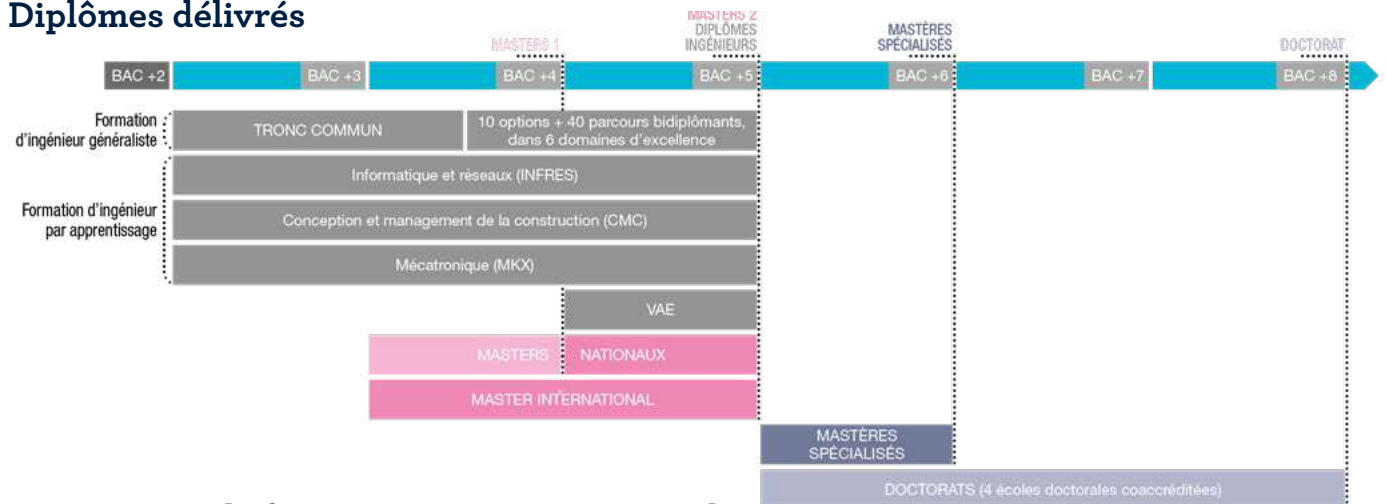 Diplômes délivrés
MASTERS 1
MASTERS 2
DIPLÔMES
INGÉNIEURS
MASTÈRES
SPÉCIALISÉS
DOCTORAT
BAC +2
BAC +3
BAC +4
BAC +5
BAC +6
BAC +7
BAC +8
Formation
d'ingénieur généraliste
TRONC COMMUN
10 options + 40 parcours bidiplômants,
dans 6 domaines d'excellence
Formation d'ingénieur
par apprentissage
Informatique et réseaux (INFRES)
Conception et management de la construction (CMC)
Mécatronique (MKX)
VAE
MASTERS NATIONAUX
MASTER INTERNATIONAL
MASTÈRES
SPÉCIALISÉS
DOCTORATS (4 écoles doctorales coaccréditées)